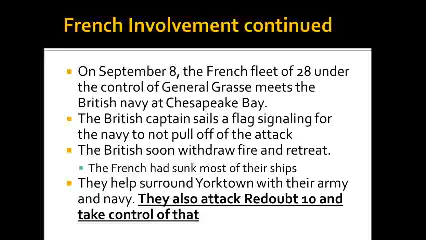 French Involvement continued
On September 8, the French fleet of 28 under
the control of General Grasse meets the
British navy at Chesapeake Bay.
The British captain sails a flag signaling for
the navy to not pull off of the attack
The British soon withdraw fire and retreat.
The French had sunk most of their ships
They help surround Yorktown with their army
and navy. They also attack Redoubt 10 and
take control of that